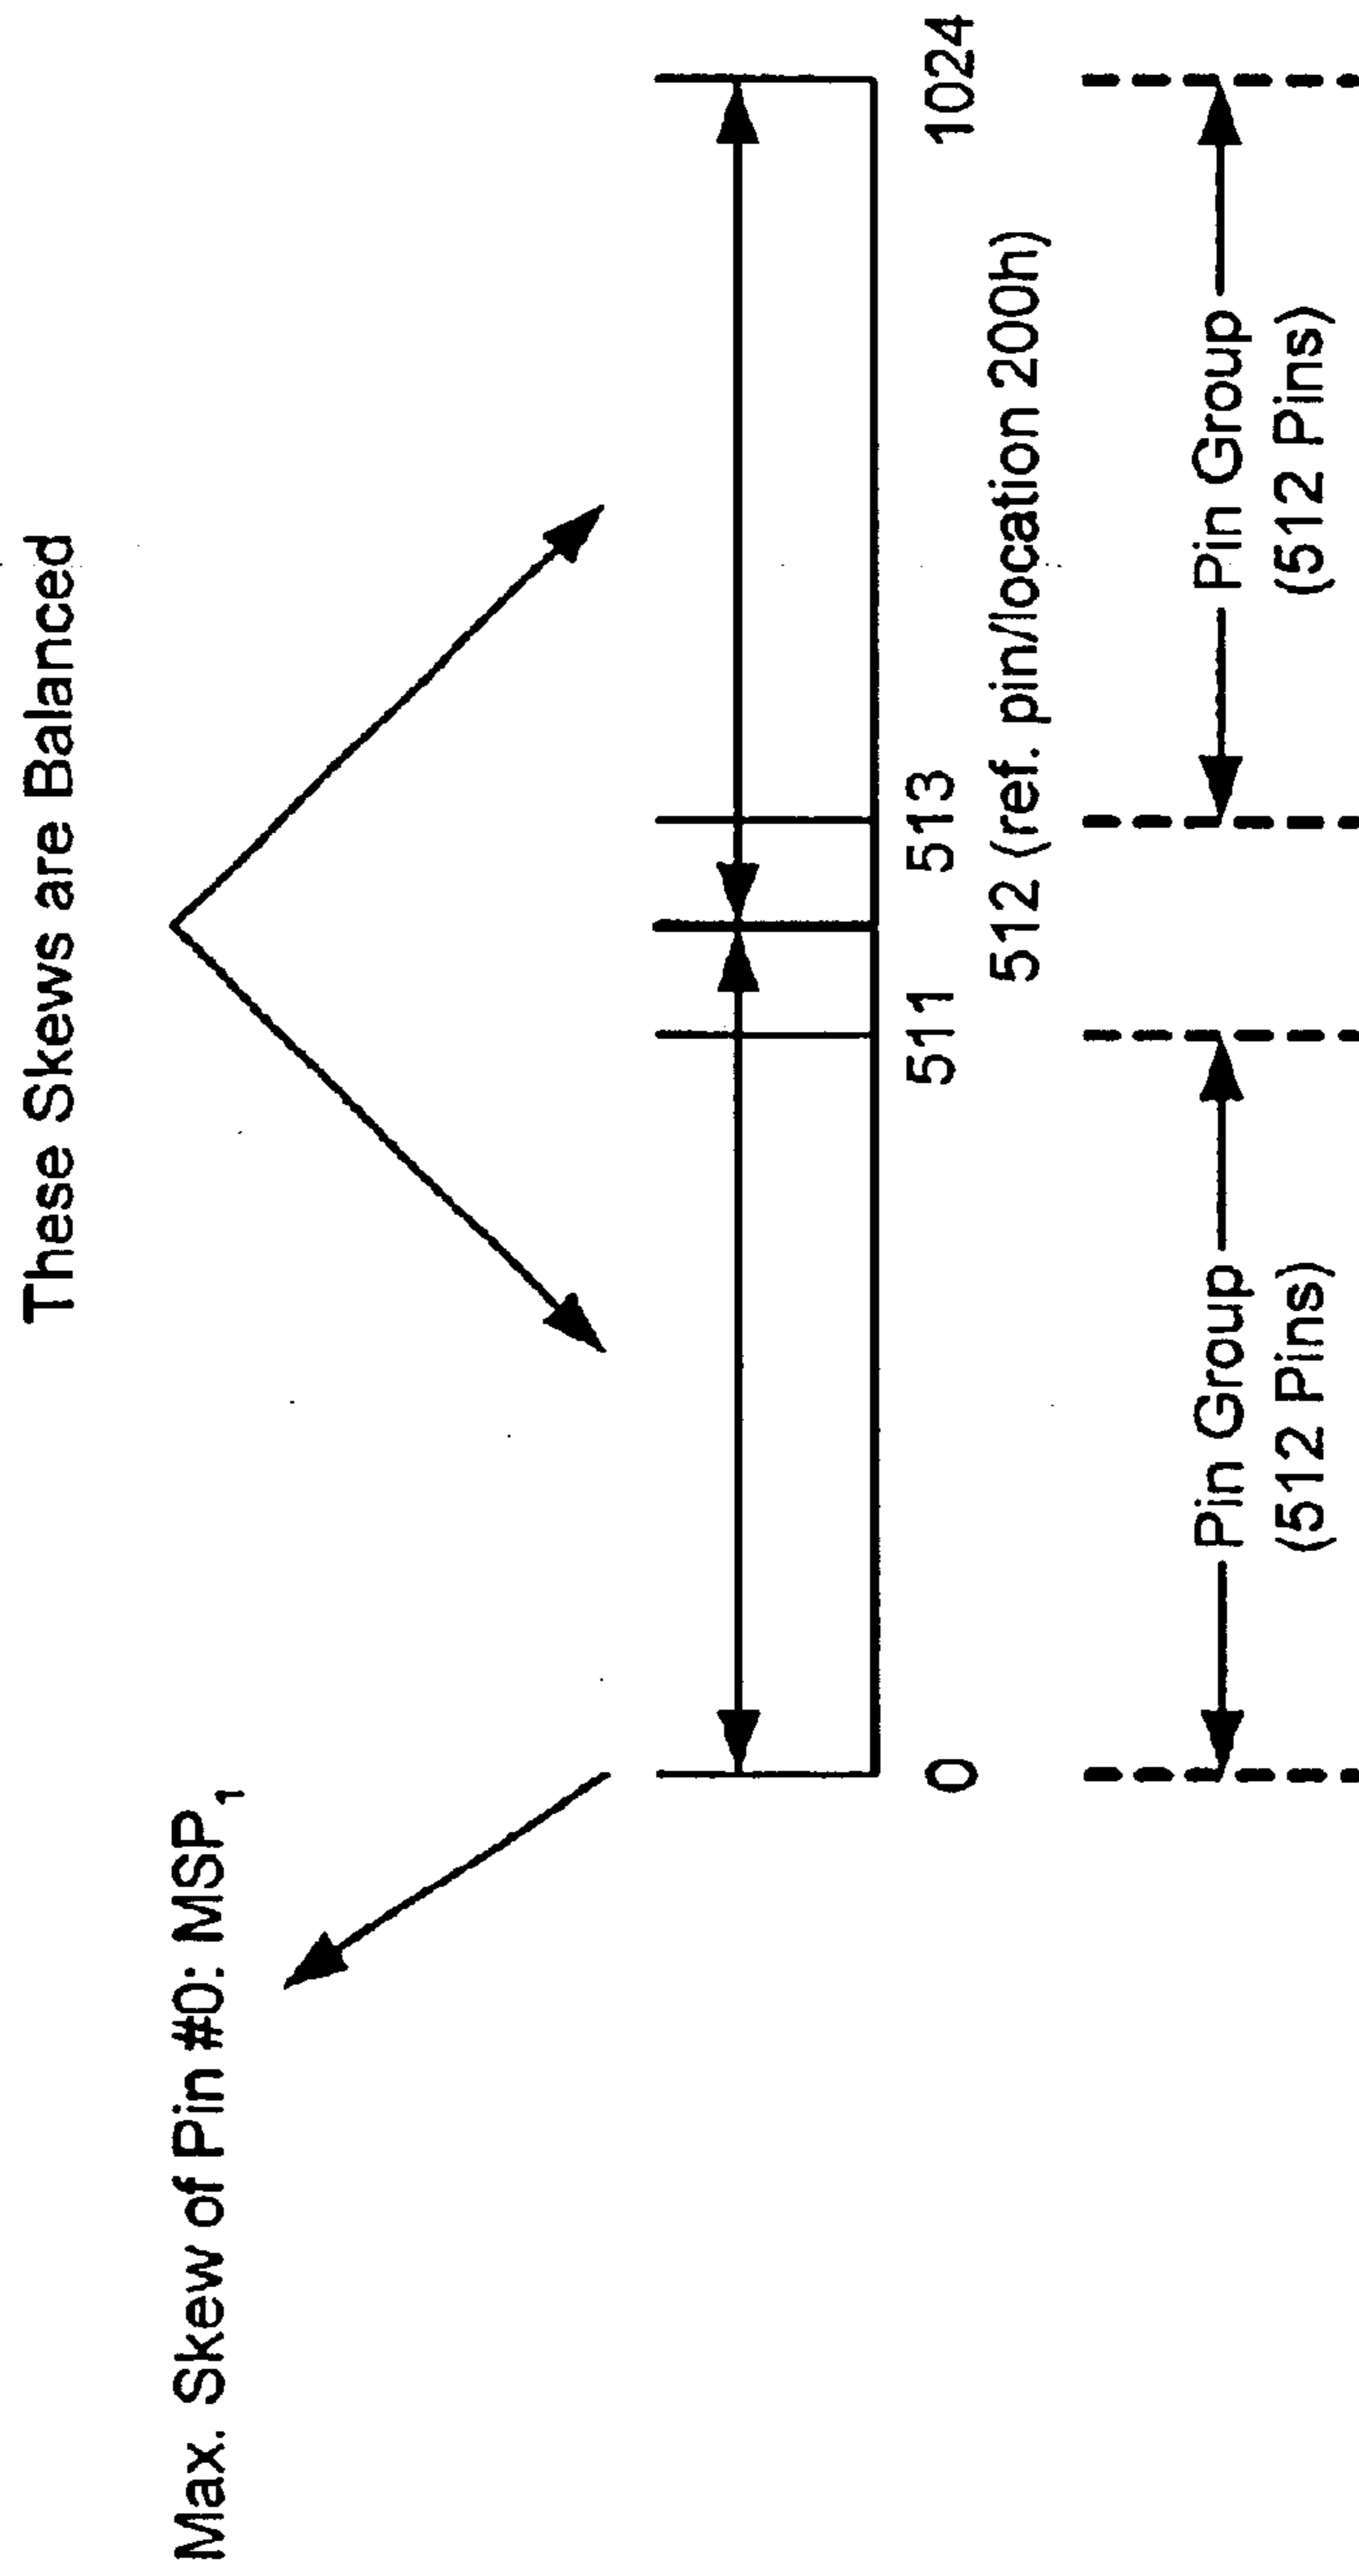 These Skews are Balanced
Max. Skew of Pin #0: MSP1
0
511
513
1024
512 (ref. pin/location 200h)
Pin Group
(512 Pins)
Pin Group
(512 Pins)